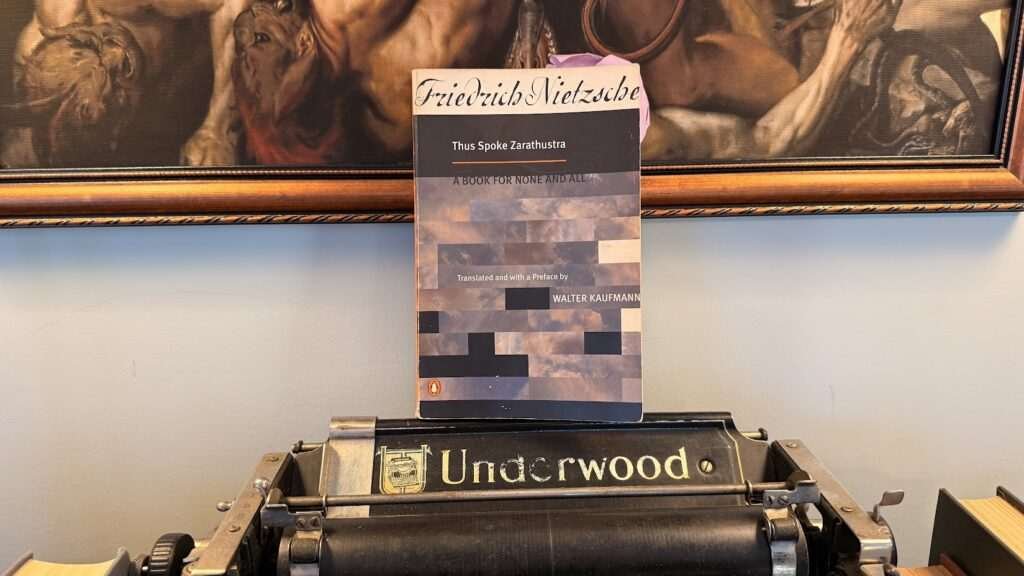 Friedrich Nietzsche
Thus Spoke Zarathustra
A BOOK FOR NONE AND ALL
Translated and with a Preface by
WALTER KAUFMANN
Underwood